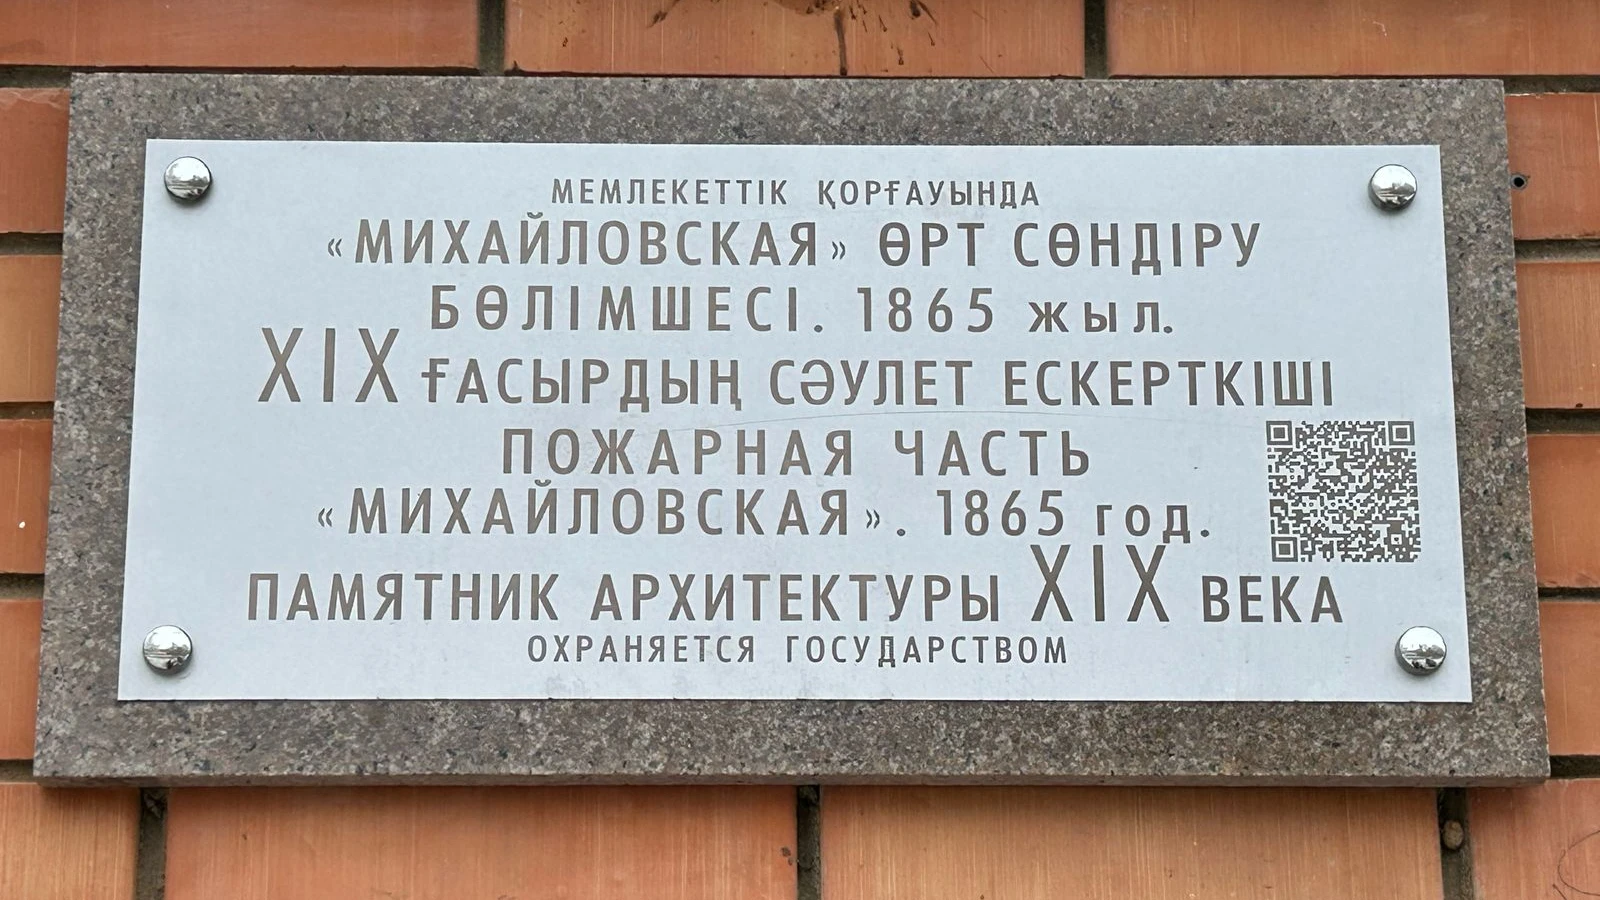 МЕМЛЕКЕТТІК ҚОРҒАУЫНДА
«МИХАЙЛОВСКАЯ» ӨРТ СӨНДІРУ
БӨЛІМШЕСІ. 1865 жыл.
XIX ҒАСЫРДЫҢ СӘУЛЕТ ЕСКЕРТКІШІ
ПОЖАРНАЯ ЧАСТЬ
«МИХАЙЛОВСКАЯ». 1865 год.
ПАМЯТНИК АРХИТЕКТУРЫ XIX ВЕКА
ОХРАНЯЕТСЯ ГОСУДАРСТВОМ